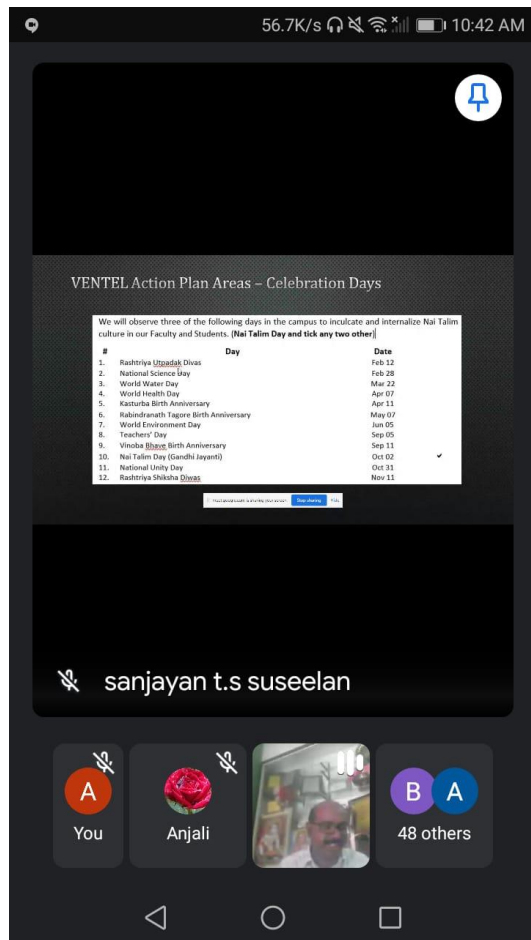 56.7K/s 10:42 AM
VENTEL Action Plan Areas – Celebration Days
We will observe three of the following days in the campus to inculcate and internalize Nai Talim
culture in our Faculty and Students. (Nai Talim Day and tick any two other)
# Day Date
1. Rashtriya Utpadak Divas Feb 12
2. National Science Day Feb 28
3. World Water Day Mar 22
4. World Health Day Apr 07
5. Kasturba Birth Anniversary Apr 11
6. Rabindranath Tagore Birth Anniversary May 07
7. World Environment Day Jun 05
8. Teachers' Day Sep 05
9. Vinoba Bhave Birth Anniversary Sep 11
10. Nai Talim Day (Gandhi Jayanti) Oct 02 ✔
11. National Unity Day Oct 31
12. Rashtriya Shiksha Diwas Nov 11
Stop sharing Hide
sanjayan t.s suseelan
A B A
You Anjali 48 others